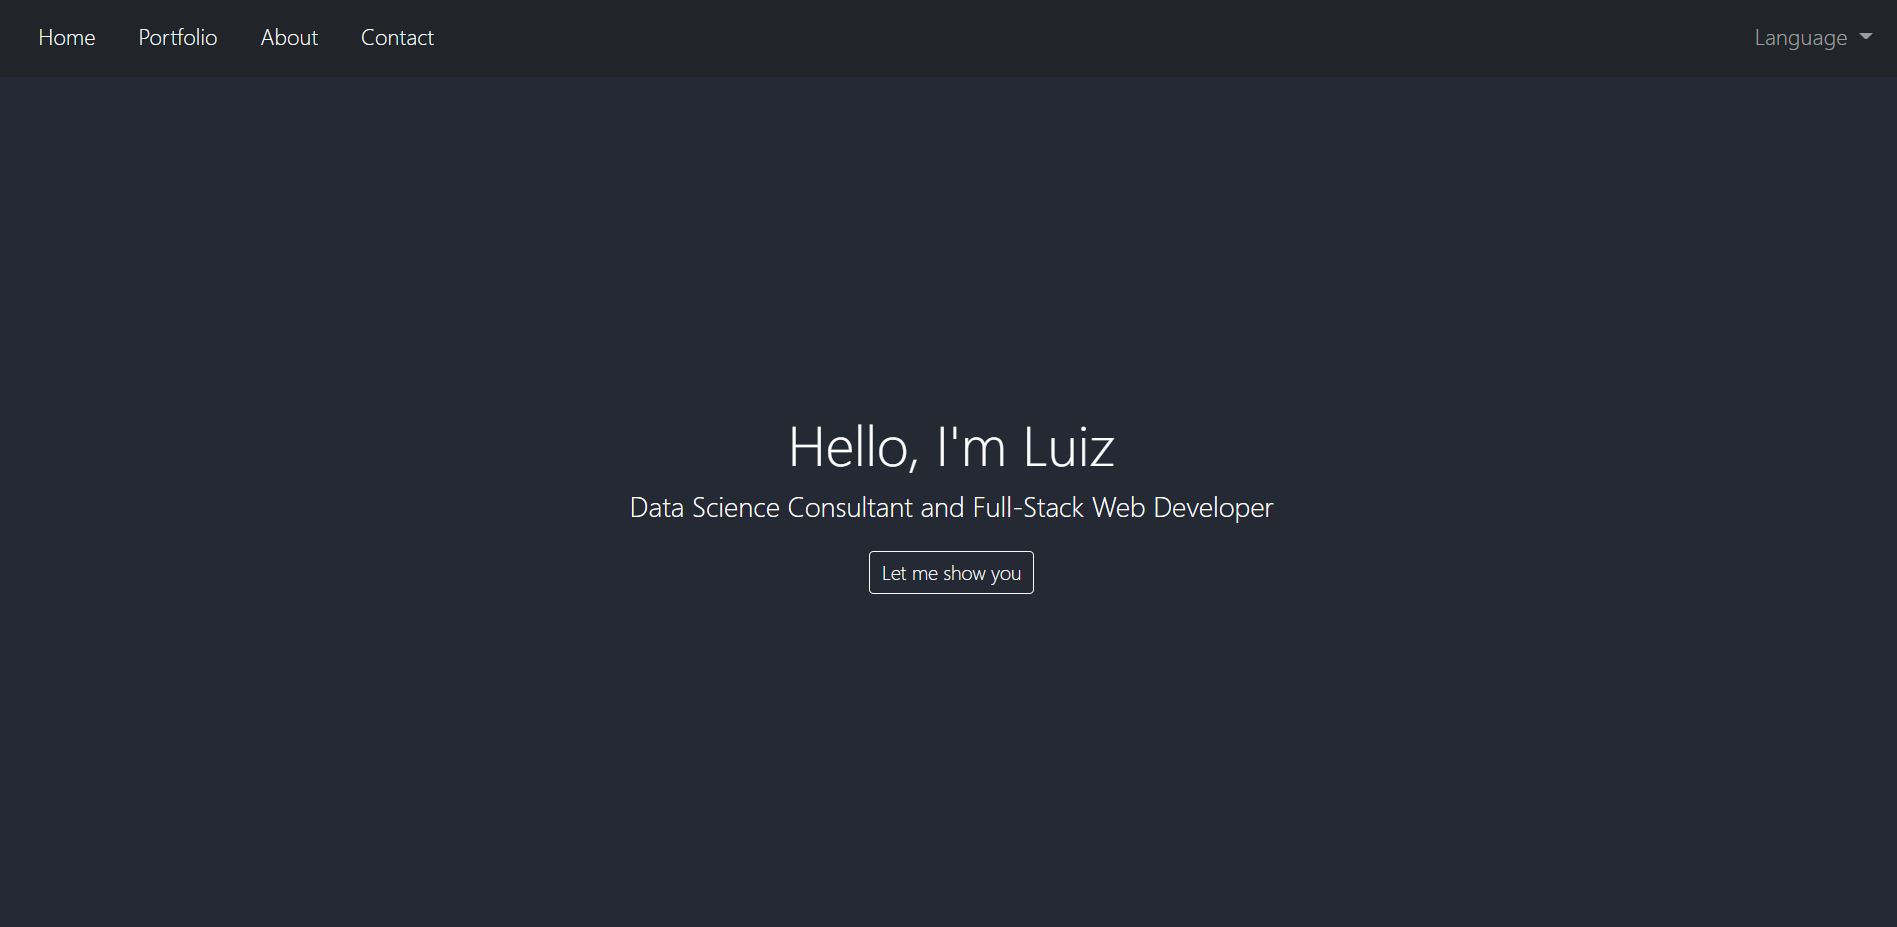 Home Portfolio About Contact Language
Hello, I'm Luiz
Data Science Consultant and Full-Stack Web Developer
Let me show you